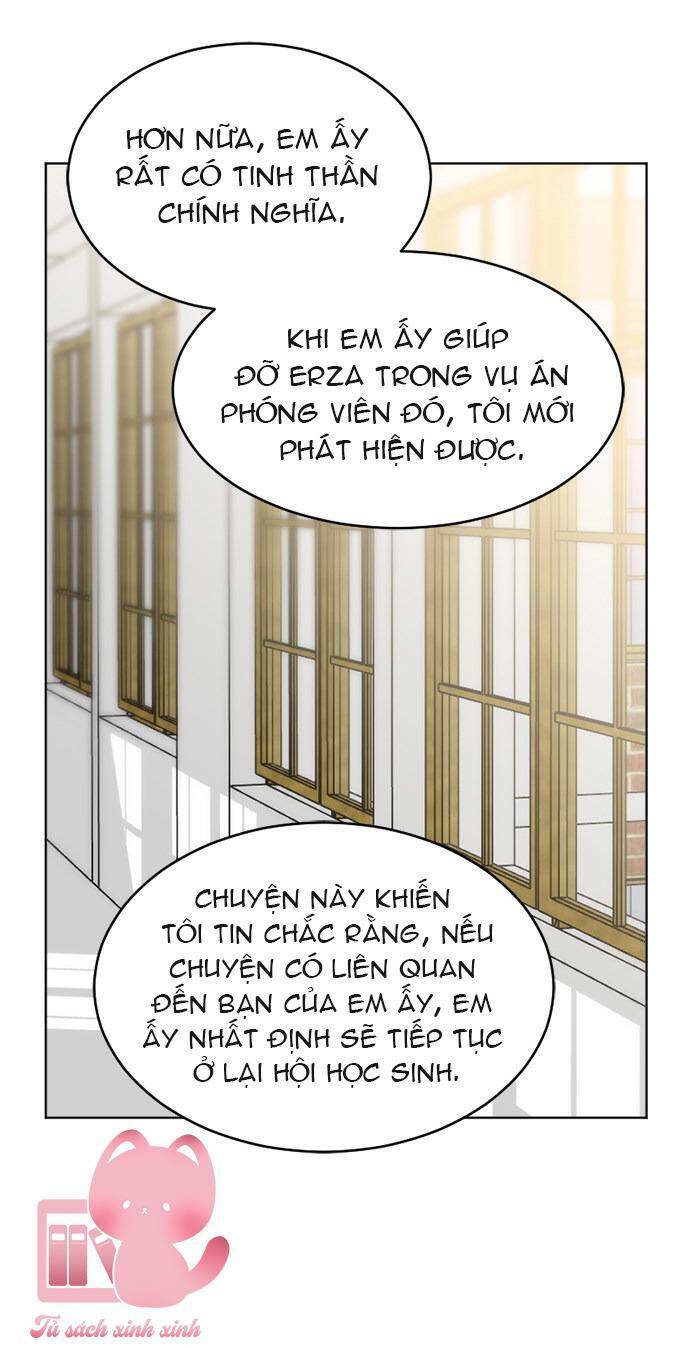 HƠN NỮA, EM ẤY
RẤT CÓ TINH THẦN
CHÍNH NGHĨA.
KHI EM ẤY GIÚP
ĐỠ ERZA TRONG VỤ ÁN
PHÓNG VIÊN ĐÓ, TÔI MỚI
PHÁT HIỆN ĐƯỢC.
CHUYỆN NÀY KHIẾN
TÔI TIN CHẮC RẰNG, NẾU
CHUYỆN CÓ LIÊN QUAN
ĐẾN BẠN CỦA EM ẤY, EM
ẤY NHẤT ĐỊNH SẼ TIẾP TỤC
Ở LẠI HỘI HỌC SINH.
Tủ sách xinh xinh